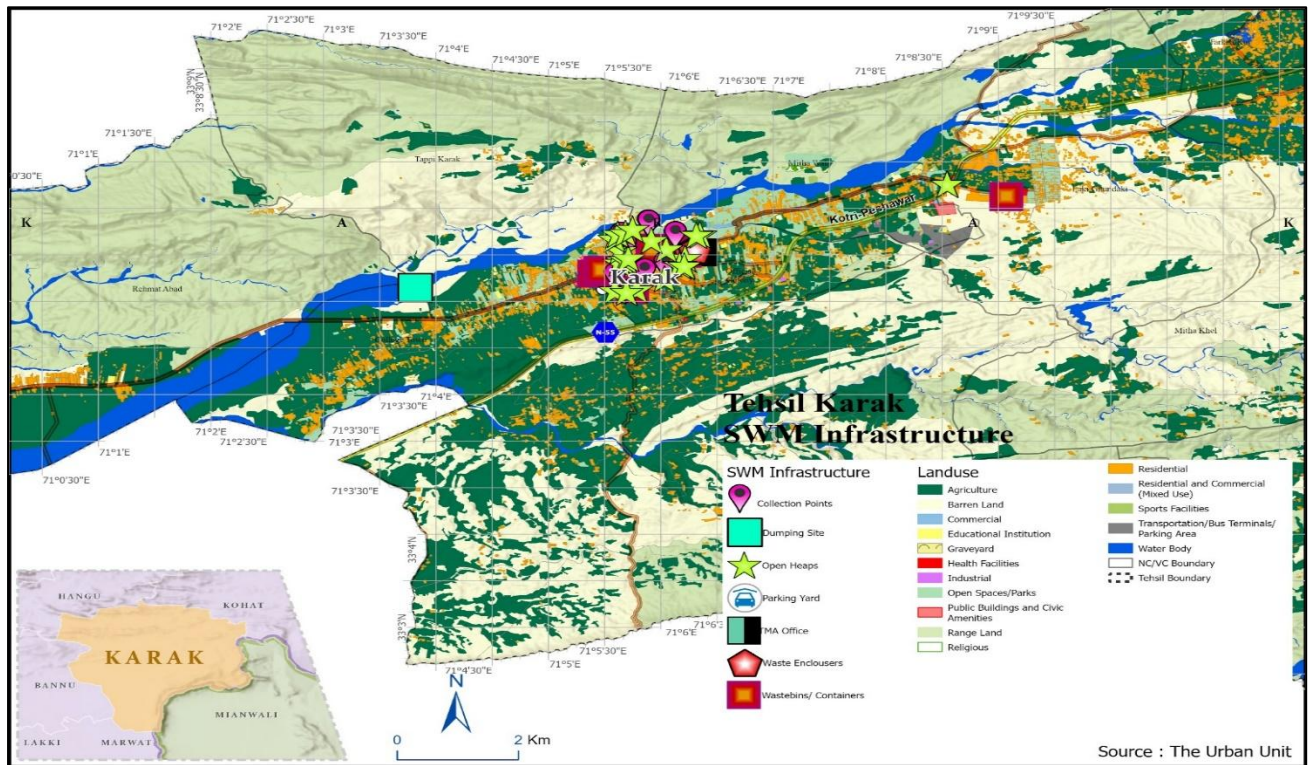 71°2'E
71°2'30"E
71°3'E
71°3'30"E
71°4'E
71°4'30"E
71°5'E
71°5'30"E
71°6'E
71°6'30"E
71°7'E
71°8'E
71°8'30"E
71°9'E
71°9'30"E
33°9'N
33°8'30"N
71°1'30"E
71°1'E
0'30"E
Tappi Karak
Kotri-Peshawar
K
A
A
K
Rehmat Abad
Karak
Mitha Khel
N-55
71°4'E
71°3'30"E
71°3'E
71°2'E
71°2'30"E
71°1'E
71°0'30"E
71°3'30"E
33°4'N
33°3'N
71°4'30"E
71°5'E
71°5'30"E
71°6'E
71°6'3
Tehsil Karak
SWM Infrastructure
SWM Infrastructure
Collection Points
Dumping Site
Open Heaps
Parking Yard
TMA Office
Waste Enclousers
Wastebins/ Containers
Landuse
Agriculture
Barren Land
Commercial
Educational Institution
Graveyard
Health Facilities
Industrial
Open Spaces/Parks
Public Buildings and Civic
Amenities
Range Land
Religious
Residential
Residential and Commercial
(Mixed Use)
Sports Facilities
Transportation/Bus Terminals/
Parking Area
Water Body
NC/VC Boundary
Tehsil Boundary
HANGU
KOHAT
KARAK
BANNU
MIANWALI
LAKKI
MARWAT
N
0
2 Km
Source : The Urban Unit